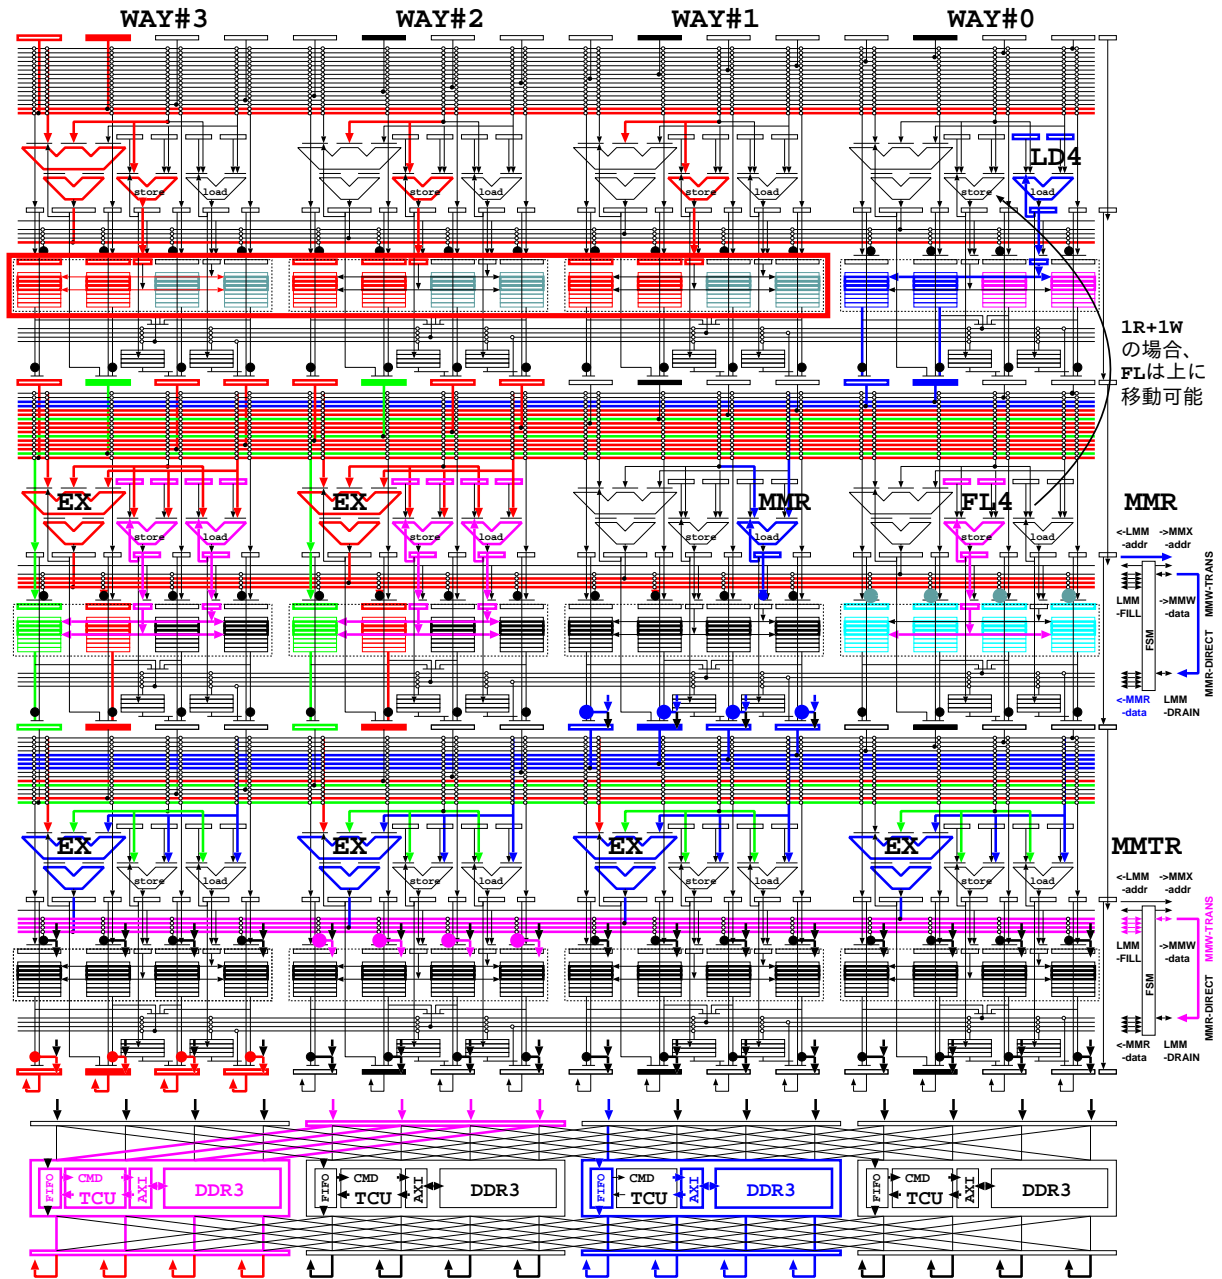 WAY#3 WAY#2 WAY#1 WAY#0
LD4
store load store load store load store load
1R+1W
の場合、
FLは上に
移動可能
EX EX MMR FL4 MMR
store load store load store load store load
<-LMM ->MMX
-addr -addr
LMM ->MMW
-FILL -data
FSM
MMR-DIRECT MMW-TRANS
<-MMR LMM
-data -DRAIN
EX EX EX EX MMTR
store load store load store load store load
<-LMM ->MMX
-addr -addr
LMM ->MMW
-FILL -data
FSM
MMR-DIRECT MMW-TRANS
<-MMR LMM
-data -DRAIN
FIFO CMD TCU AXI DDR3
FIFO CMD TCU AXI DDR3
FIFO CMD TCU AXI DDR3
FIFO CMD TCU AXI DDR3